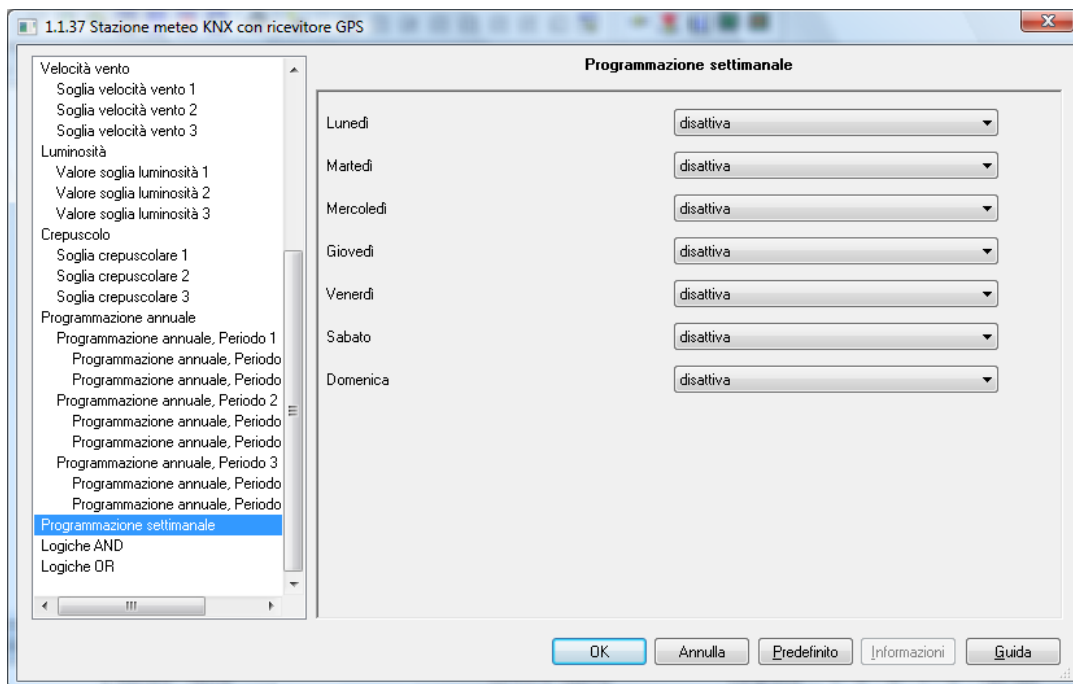 1.1.37 Stazione meteo KNX con ricevitore GPS
Velocità vento
Soglia velocità vento 1
Soglia velocità vento 2
Soglia velocità vento 3
Luminosità
Valore soglia luminosità 1
Valore soglia luminosità 2
Valore soglia luminosità 3
Crepuscolo
Soglia crepuscolare 1
Soglia crepuscolare 2
Soglia crepuscolare 3
Programmazione annuale
Programmazione annuale, Periodo 1
Programmazione annuale, Periodo
Programmazione annuale, Periodo
Programmazione annuale, Periodo 2
Programmazione annuale, Periodo
Programmazione annuale, Periodo
Programmazione annuale, Periodo 3
Programmazione annuale, Periodo
Programmazione annuale, Periodo
Programmazione settimanale
Logiche AND
Logiche OR
Programmazione settimanale
Lunedì disattiva
Martedì disattiva
Mercoledì disattiva
Giovedì disattiva
Venerdì disattiva
Sabato disattiva
Domenica disattiva
OK Annulla Predefinito Informazioni Guida